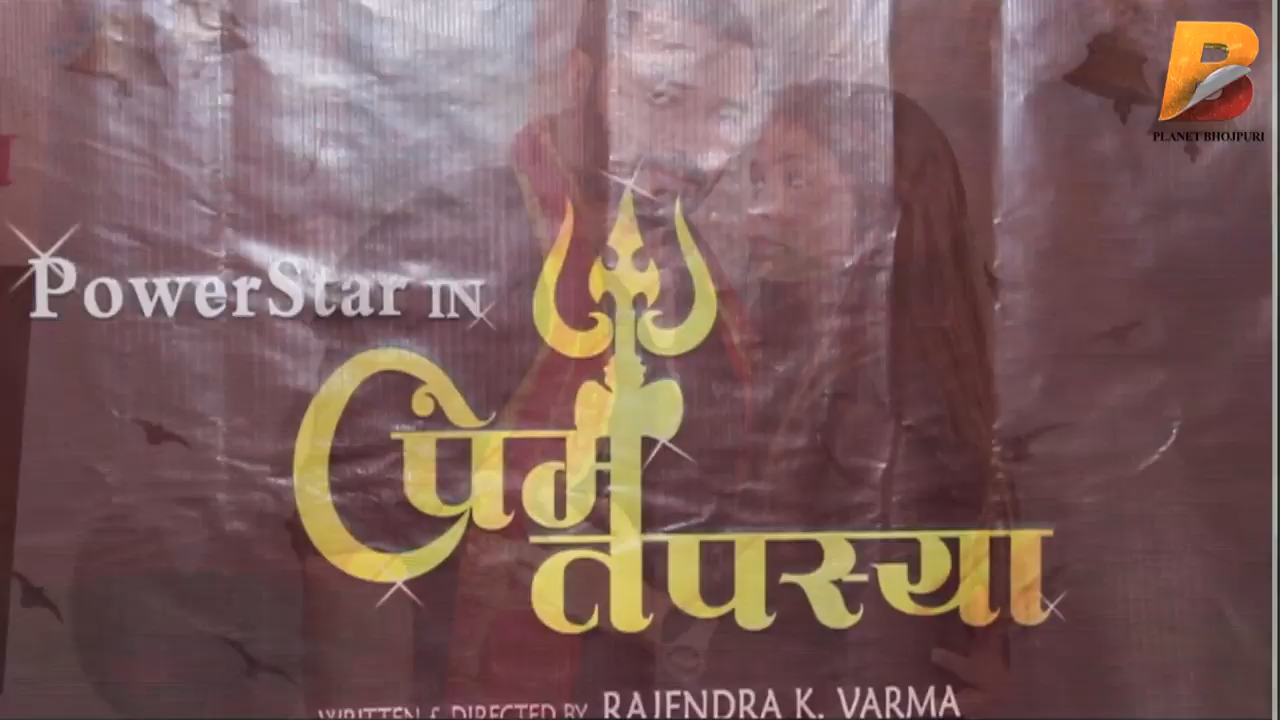 PLANET BHOJPURI
PowerStar IN
प्रेम
तपस्या
WRITTEN & DIRECTED BY RAJENDRA K. VARMA